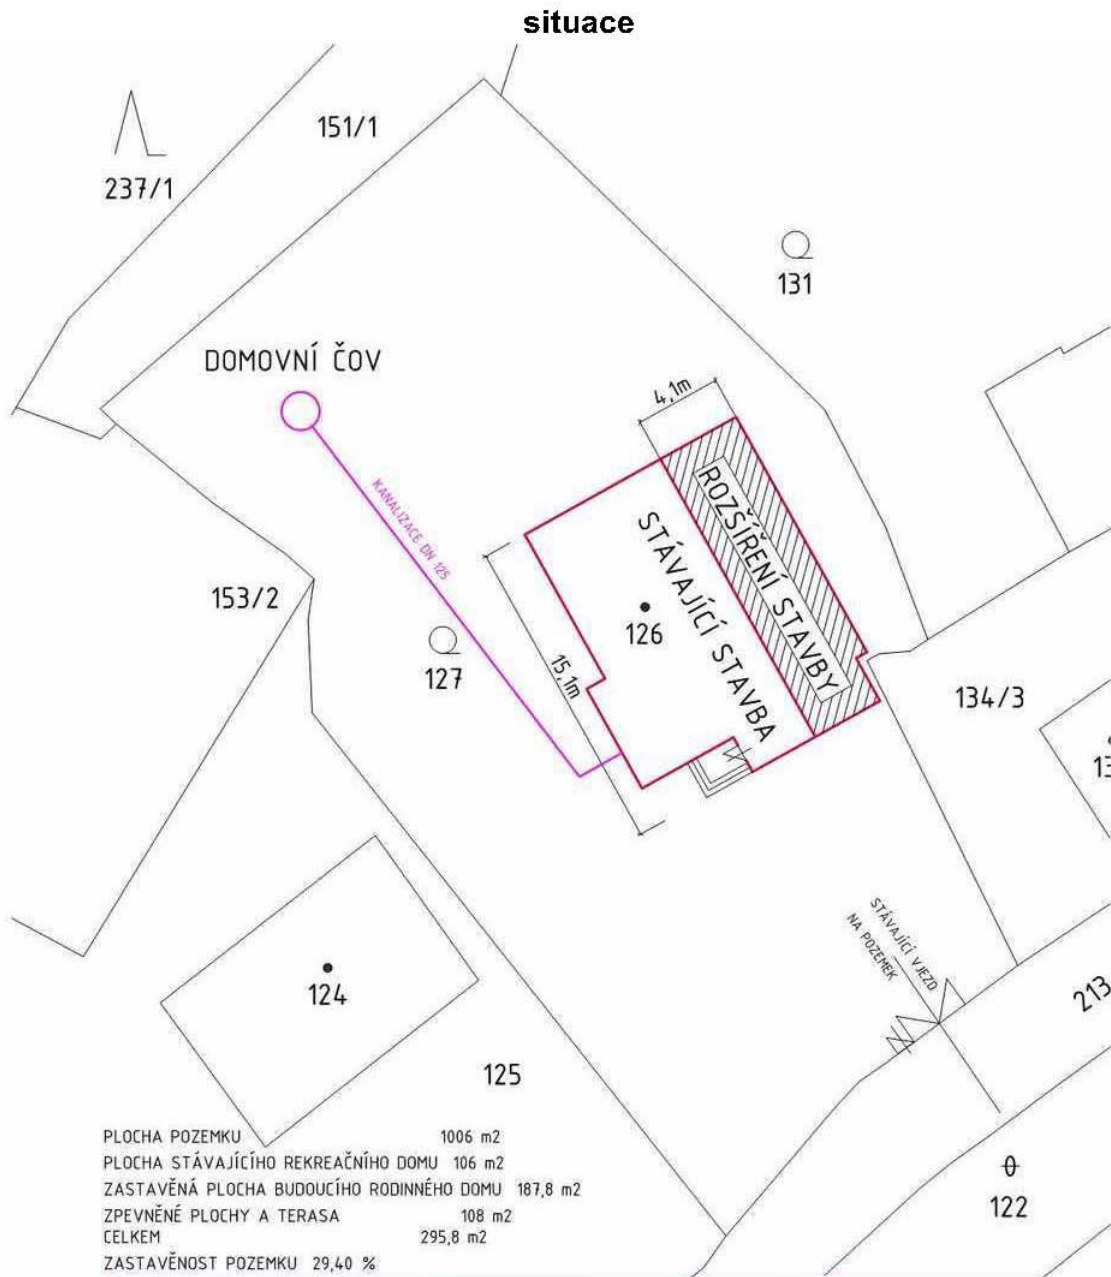 situace
151/1
237/1
131
DOMOVNÍ ČOV
4,1m
KANALIZACE DN 125
ROZŠÍŘENÍ STAVBY
STÁVAJÍCÍ STAVBA
153/2
126
127
15,1m
134/3
13
STÁVAJÍCÍ VJEZD
NA POZEMEK
124
213
125
122
PLOCHA POZEMKU 1006 m2
PLOCHA STÁVAJÍCÍHO REKREAČNÍHO DOMU 106 m2
ZASTAVĚNÁ PLOCHA BUDOUCÍHO RODINNÉHO DOMU 187,8 m2
ZPEVNĚNÉ PLOCHY A TERASA 108 m2
CELKEM 295,8 m2
ZASTAVĚNOST POZEMKU 29,40 %